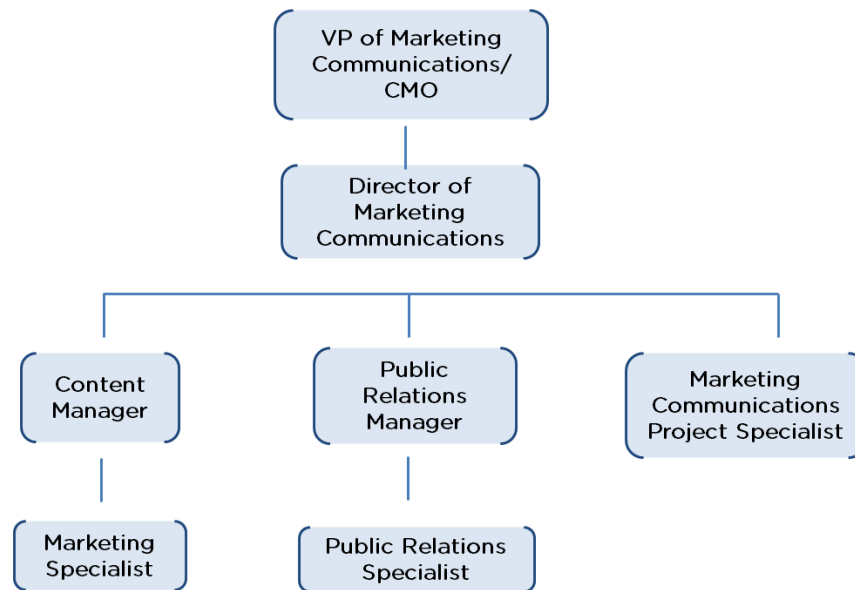 VP of Marketing
Communications/
CMO
Director of
Marketing
Communications
Content
Manager
Public
Relations
Manager
Marketing
Communications
Project Specialist
Marketing
Specialist
Public Relations
Specialist